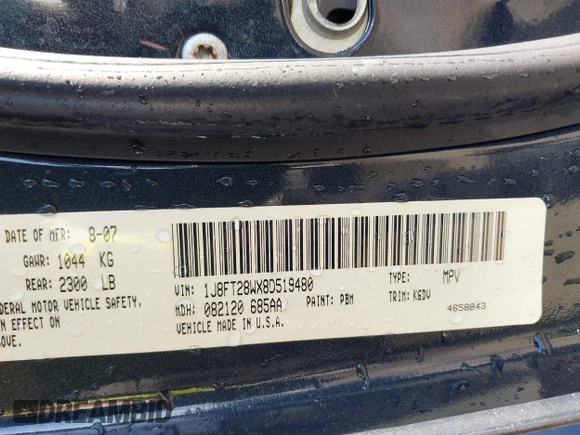 DATE OF MFR: 8-07
GAWR: 1044 KG
REAR: 2300 LB
EDERAL MOTOR VEHICLE SAFETY,
N EFFECT ON
OVE.
VIN: 1J8FT28WX8D519480
MDH: 082120 685AA
VEHICLE MADE IN U.S.A.
PAINT: PBM
TYPE: MPV
TRIM: K6DV
4658843
DREAMBID